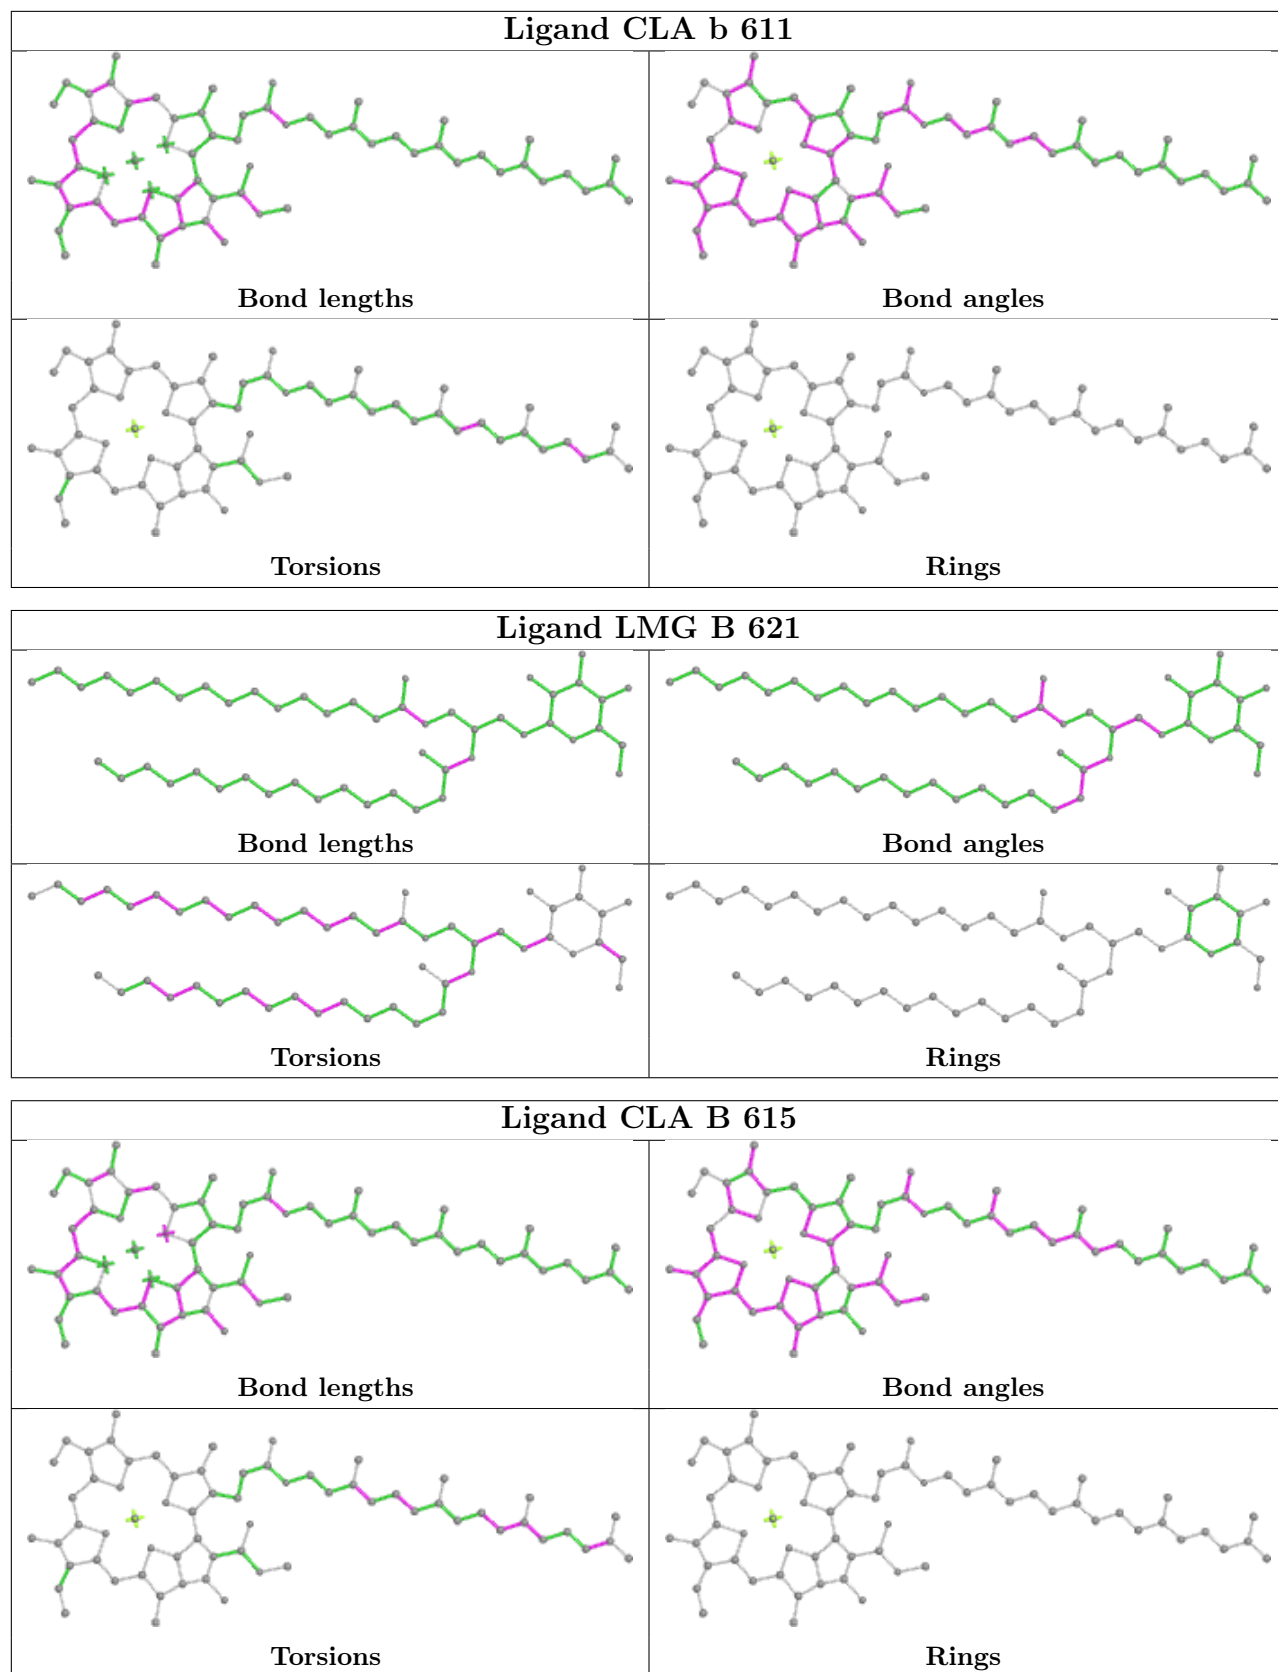 Ligand CLA b 611
Bond lengths
Bond angles
Torsions
Rings
Ligand LMG B 621
Bond lengths
Bond angles
Torsions
Rings
Ligand CLA B 615
Bond lengths
Bond angles
Torsions
Rings